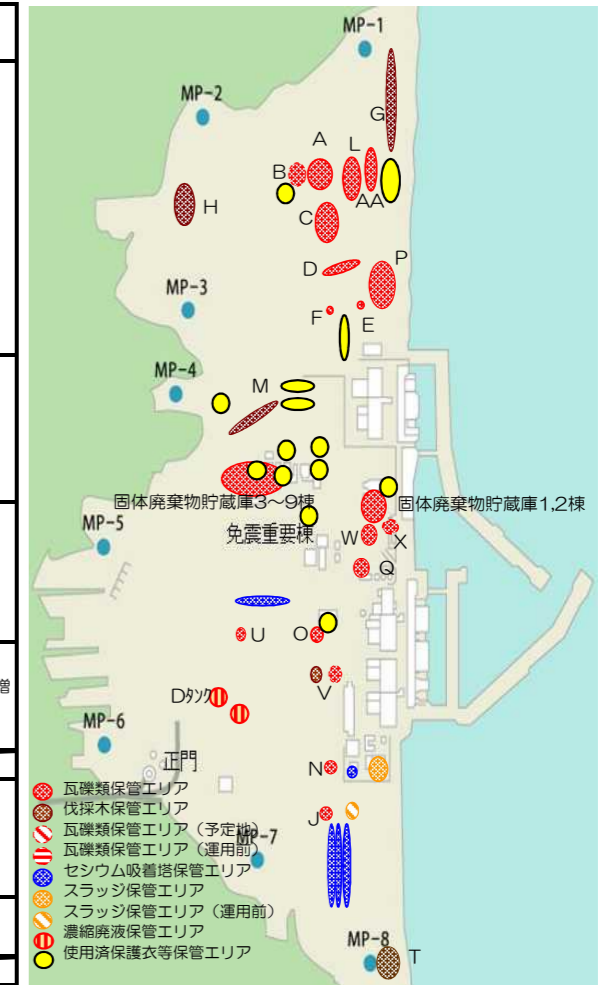 MP-1
MP-2
G
A
L
B
AA
H
C
D
P
F
E
MP-3
MP-4
M
固体廃棄物貯蔵庫3～9棟
固体廃棄物貯蔵庫1,2棟
MP-5
免震重要棟
W
X
Q
U
O
V
増
Dタンク
MP-6
正門
N
J
MP-7
瓦礫類保管エリア
伐採木保管エリア
瓦礫類保管エリア（予定地）
瓦礫類保管エリア（運用前）
セシウム吸着塔保管エリア
スラッジ保管エリア
スラッジ保管エリア（運用前）
濃縮廃液保管エリア
使用済保護衣等保管エリア
MP-8
T